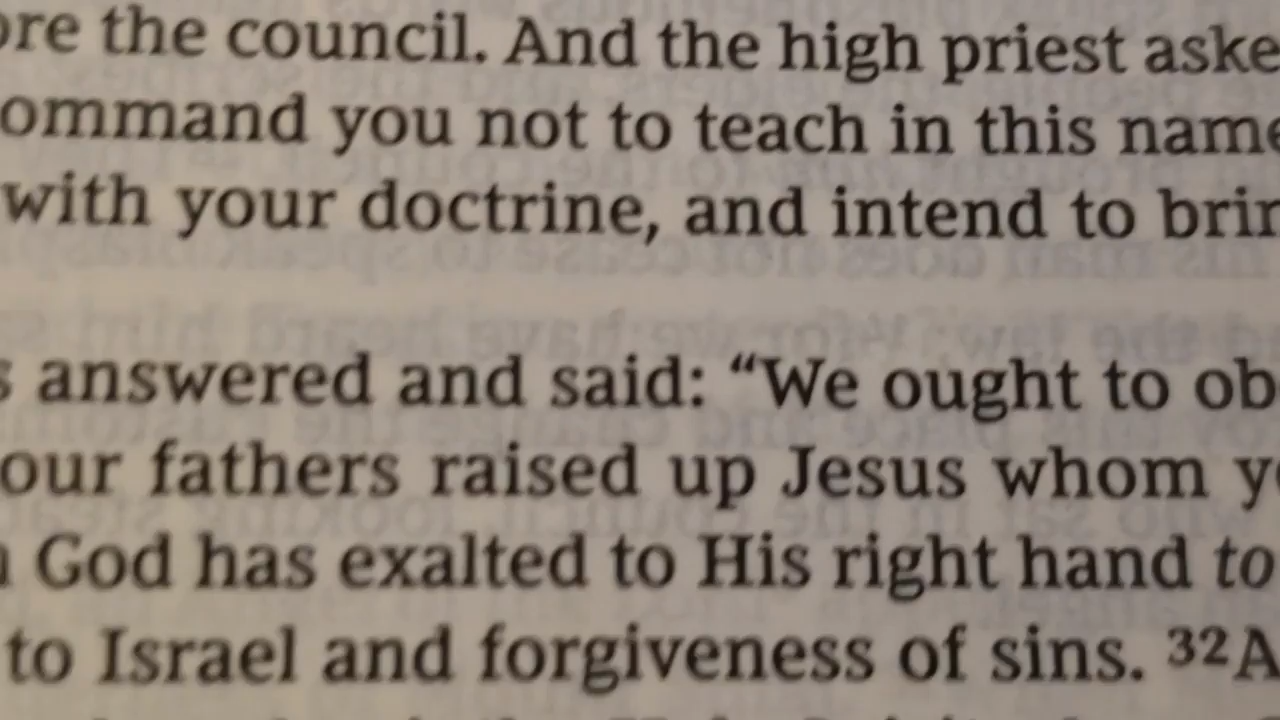 ore the council. And the high priest aske
ommand you not to teach in this name
with your doctrine, and intend to brin
s answered and said: “We ought to ob
our fathers raised up Jesus whom yo
God has exalted to His right hand to
to Israel and forgiveness of sins. 32A